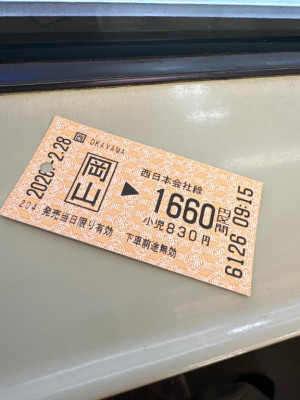 OKAYAMA
西日本会社線
岡山 ▶ 1660円区間
小児830円
発売当日限り有効 下車前途無効
2.28
6126 09:15